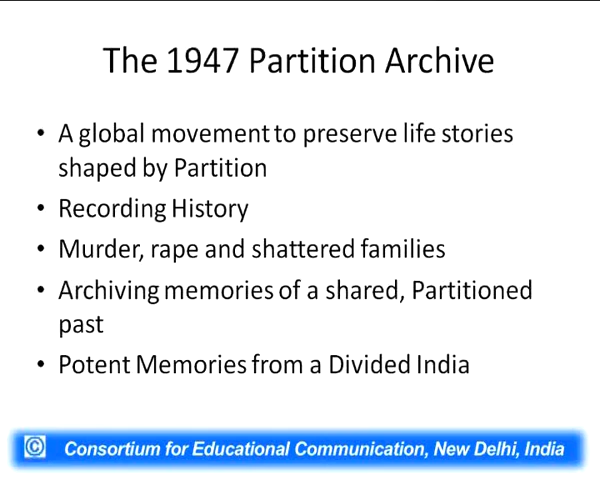 The 1947 Partition Archive
• A global movement to preserve life stories
shaped by Partition
• Recording History
• Murder, rape and shattered families
• Archiving memories of a shared, Partitioned
past
• Potent Memories from a Divided India
© Consortium for Educational Communication, New Delhi, India